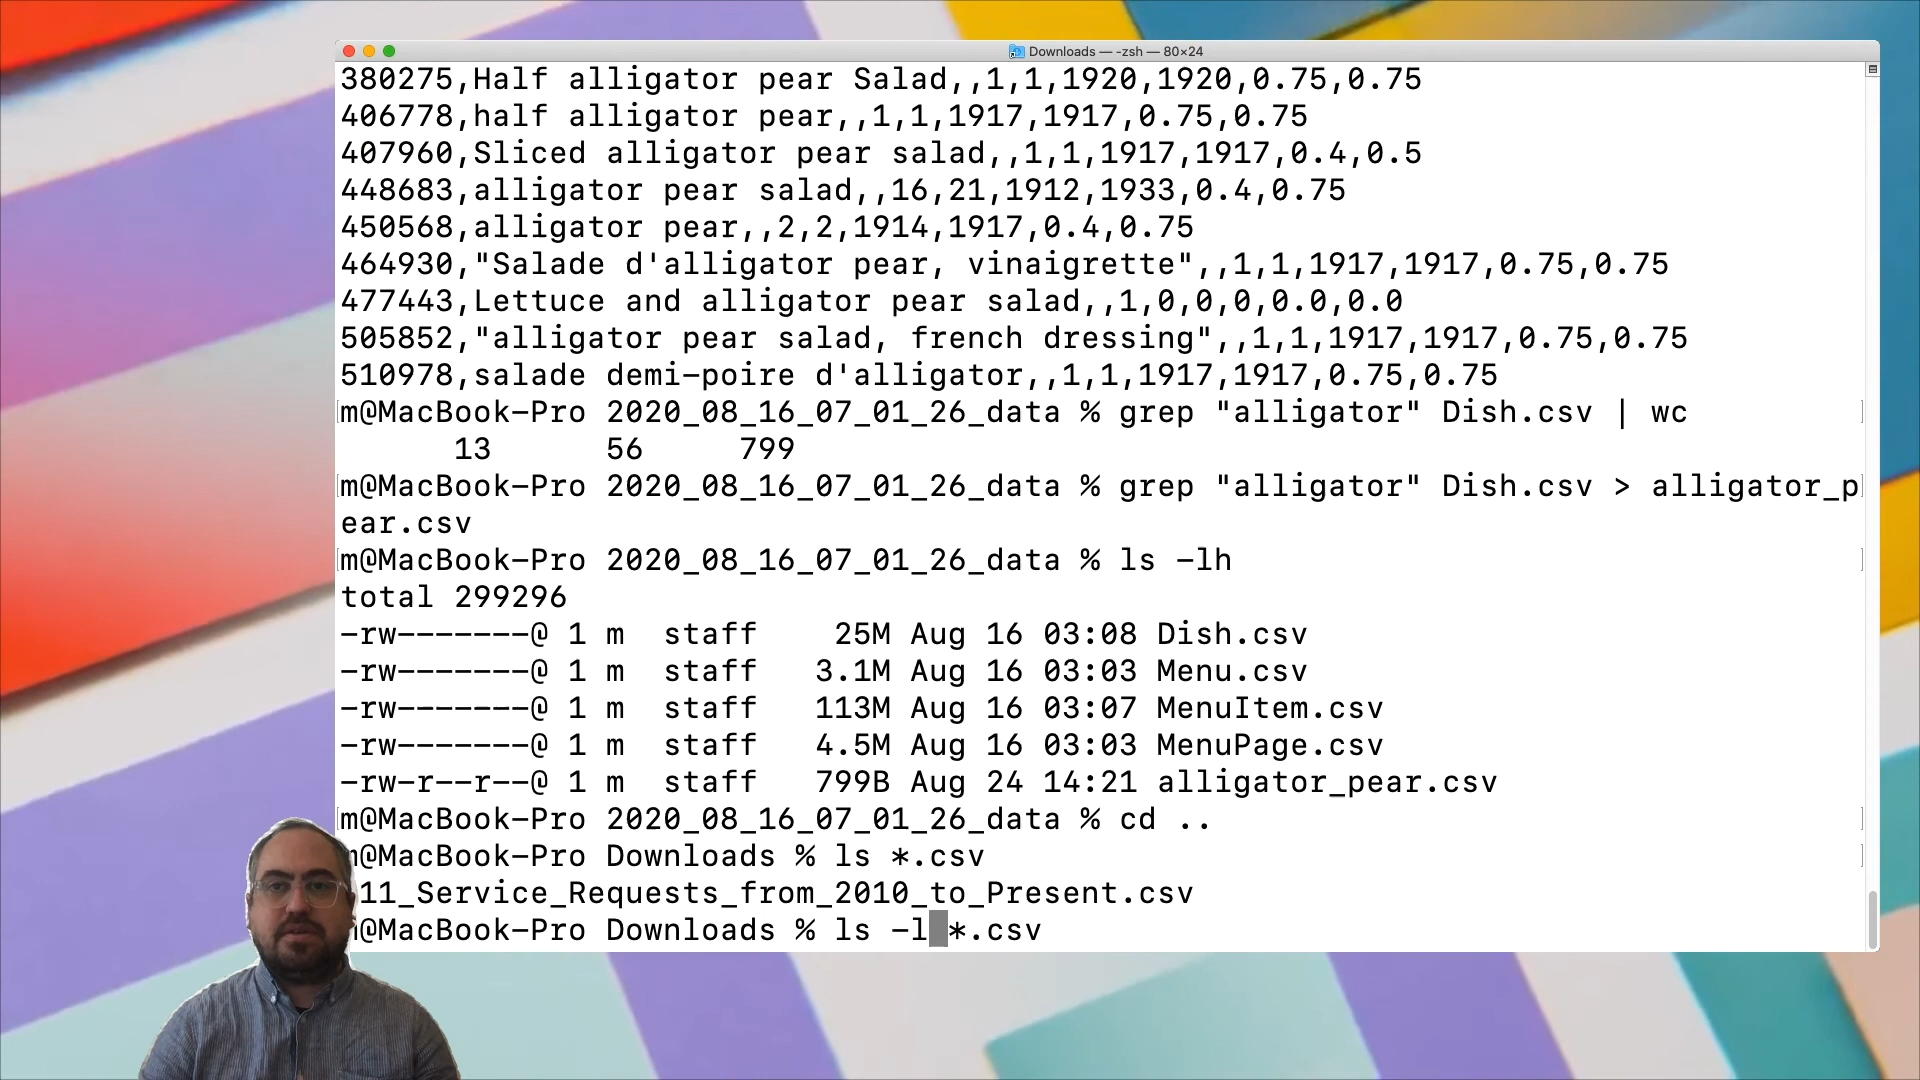 Downloads — -zsh — 80×24
380275,Half alligator pear Salad,,1,1,1920,1920,0.75,0.75
406778,half alligator pear,,1,1,1917,1917,0.75,0.75
407960,Sliced alligator pear salad,,1,1,1917,1917,0.4,0.5
448683,alligator pear salad,,16,21,1912,1933,0.4,0.75
450568,alligator pear,,2,2,1914,1917,0.4,0.75
464930,"Salade d'alligator pear, vinaigrette",,1,1,1917,1917,0.75,0.75
477443,Lettuce and alligator pear salad,,1,0,0,0,0.0,0.0
505852,"alligator pear salad, french dressing",,1,1,1917,1917,0.75,0.75
510978,salade demi-poire d'alligator,,1,1,1917,1917,0.75,0.75
m@MacBook-Pro 2020_08_16_07_01_26_data % grep "alligator" Dish.csv | wc
13 56 799
m@MacBook-Pro 2020_08_16_07_01_26_data % grep "alligator" Dish.csv > alligator_p
ear.csv
m@MacBook-Pro 2020_08_16_07_01_26_data % ls -lh
total 299296
-rw-------@ 1 m staff 25M Aug 16 03:08 Dish.csv
-rw-------@ 1 m staff 3.1M Aug 16 03:03 Menu.csv
-rw-------@ 1 m staff 113M Aug 16 03:07 MenuItem.csv
-rw-------@ 1 m staff 4.5M Aug 16 03:03 MenuPage.csv
-rw-r--r--@ 1 m staff 799B Aug 24 14:21 alligator_pear.csv
m@MacBook-Pro 2020_08_16_07_01_26_data % cd ..
m@MacBook-Pro Downloads % ls *.csv
11_Service_Requests_from_2010_to_Present.csv
@MacBook-Pro Downloads % ls -l *.csv